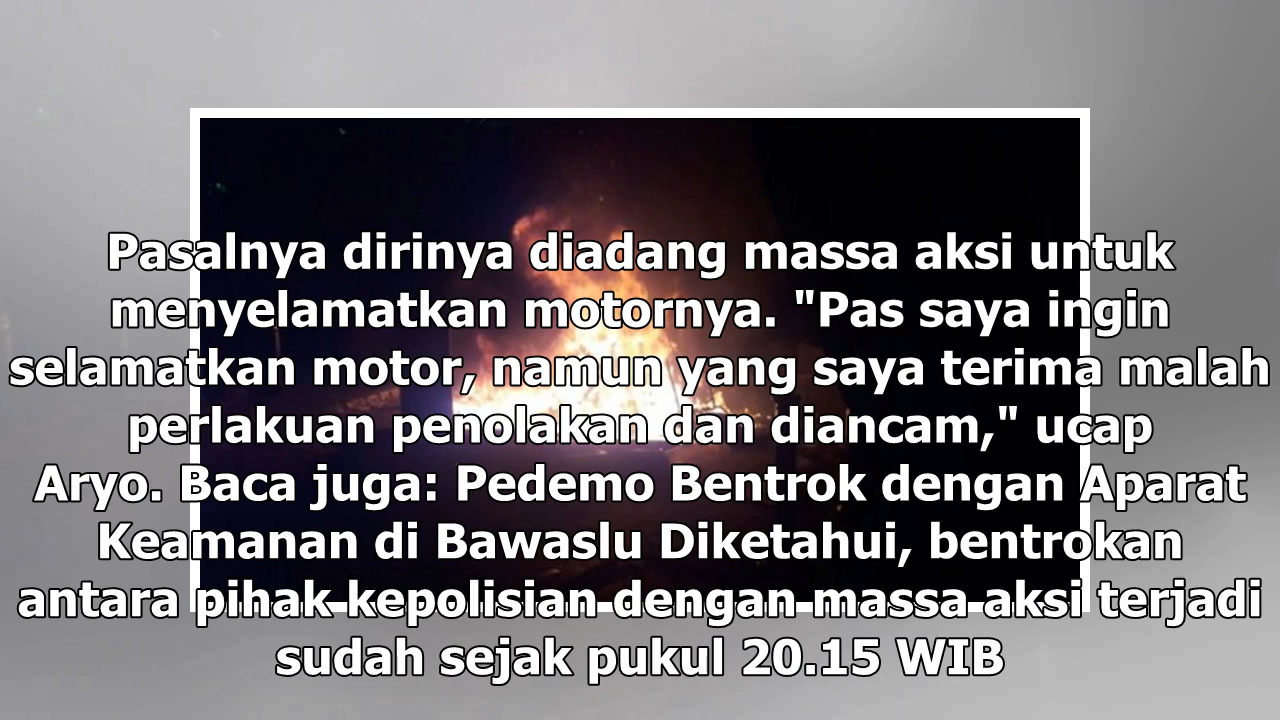 Pasalnya dirinya diadang massa aksi untuk
menyelamatkan motornya. "Pas saya ingin
selamatkan motor, namun yang saya terima malah
perlakuan penolakan dan diancam," ucap
Aryo. Baca juga: Pedemo Bentrok dengan Aparat
Keamanan di Bawaslu Diketahui, bentrokan
antara pihak kepolisian dengan massa aksi terjadi
sudah sejak pukul 20.15 WIB